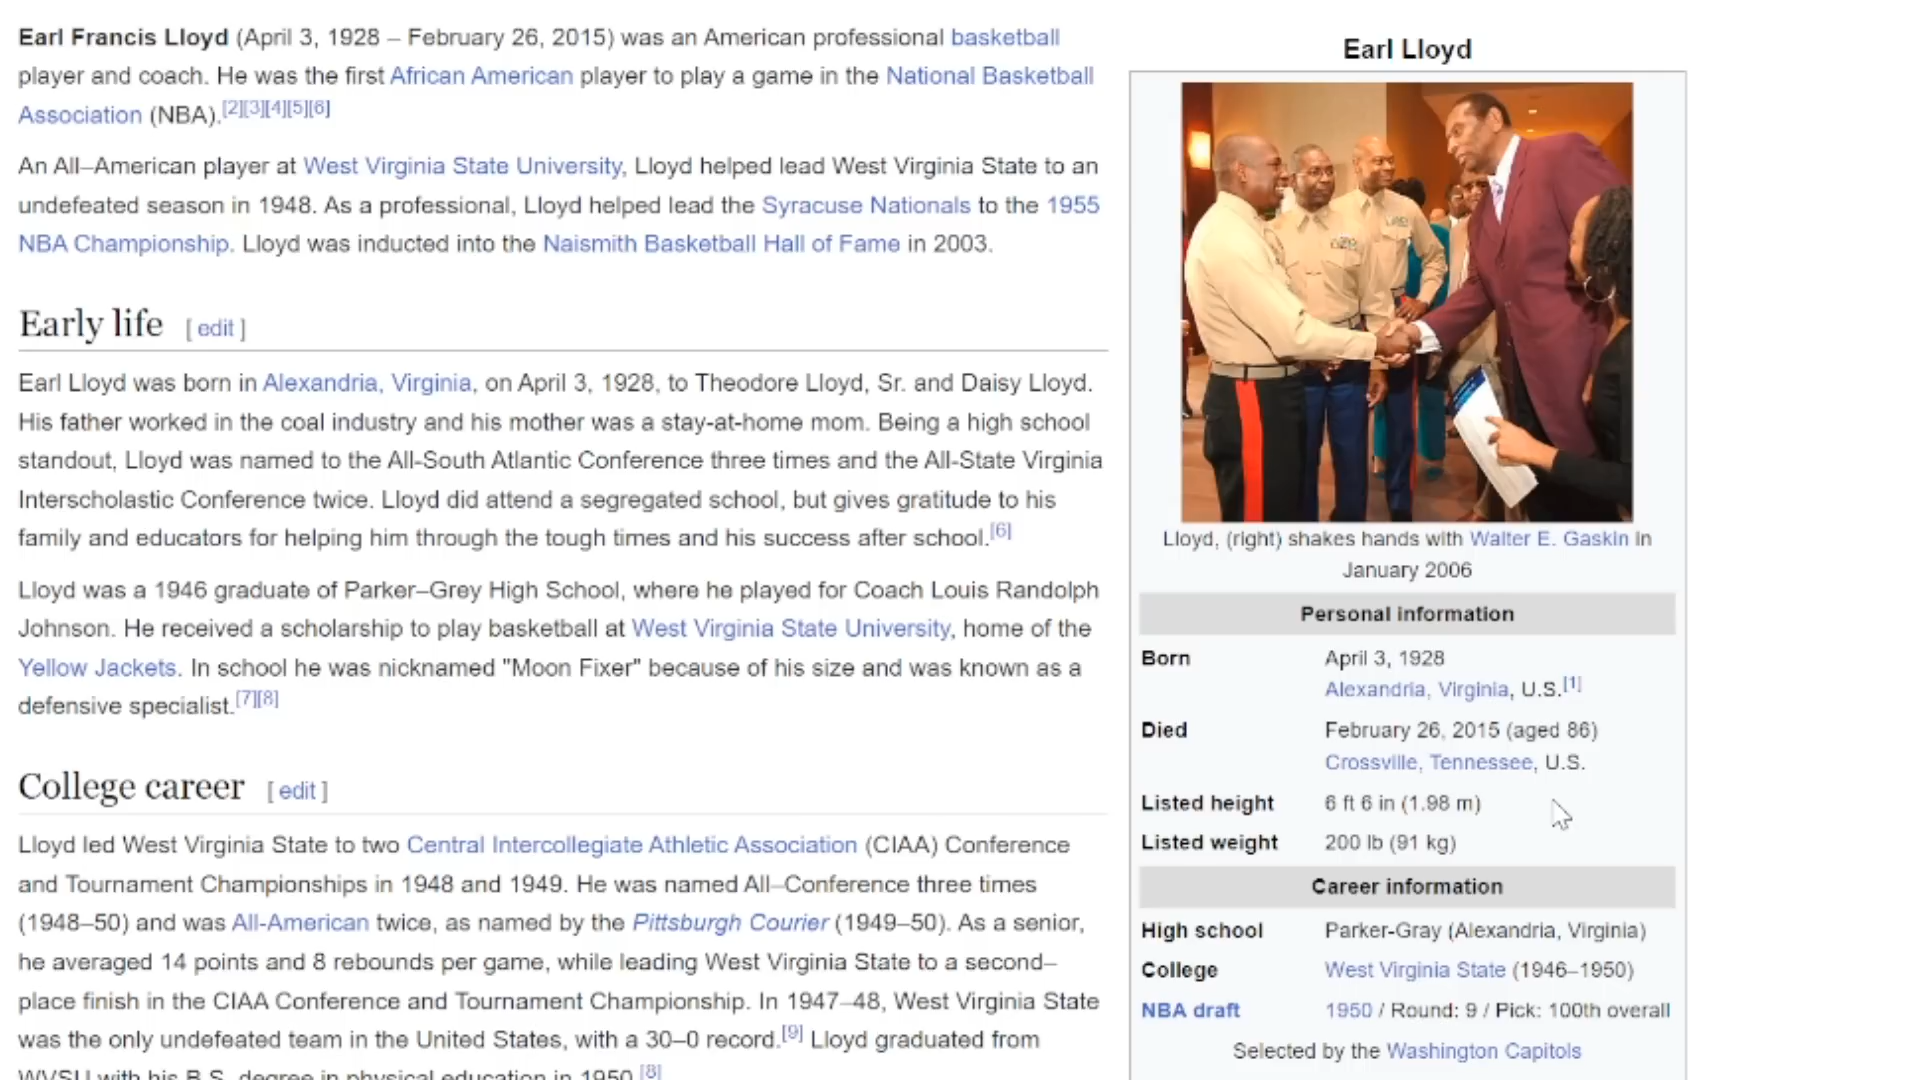 Earl Francis Lloyd (April 3, 1928 – February 26, 2015) was an American professional basketball
player and coach. He was the first African American player to play a game in the National Basketball
Association (NBA).[2][3][4][5][6]
An All–American player at West Virginia State University, Lloyd helped lead West Virginia State to an
undefeated season in 1948. As a professional, Lloyd helped lead the Syracuse Nationals to the 1955
NBA Championship. Lloyd was inducted into the Naismith Basketball Hall of Fame in 2003.
Early life [ edit ]
Earl Lloyd was born in Alexandria, Virginia, on April 3, 1928, to Theodore Lloyd, Sr. and Daisy Lloyd.
His father worked in the coal industry and his mother was a stay-at-home mom. Being a high school
standout, Lloyd was named to the All-South Atlantic Conference three times and the All-State Virginia
Interscholastic Conference twice. Lloyd did attend a segregated school, but gives gratitude to his
family and educators for helping him through the tough times and his success after school.[6]
Lloyd was a 1946 graduate of Parker–Grey High School, where he played for Coach Louis Randolph
Johnson. He received a scholarship to play basketball at West Virginia State University, home of the
Yellow Jackets. In school he was nicknamed "Moon Fixer" because of his size and was known as a
defensive specialist.[7][8]
College career [ edit ]
Lloyd led West Virginia State to two Central Intercollegiate Athletic Association (CIAA) Conference
and Tournament Championships in 1948 and 1949. He was named All–Conference three times
(1948–50) and was All-American twice, as named by the Pittsburgh Courier (1949–50). As a senior,
he averaged 14 points and 8 rebounds per game, while leading West Virginia State to a second–
place finish in the CIAA Conference and Tournament Championship. In 1947–48, West Virginia State
was the only undefeated team in the United States, with a 30–0 record.[9] Lloyd graduated from
WVSU with his B.S. degree in physical education in 1950.[8]
Earl Lloyd
Lloyd, (right) shakes hands with Walter E. Gaskin in
January 2006
Personal information
Born April 3, 1928
Alexandria, Virginia, U.S.[1]
Died February 26, 2015 (aged 86)
Crossville, Tennessee, U.S.
Listed height 6 ft 6 in (1.98 m)
Listed weight 200 lb (91 kg)
Career information
High school Parker-Gray (Alexandria, Virginia)
College West Virginia State (1946–1950)
NBA draft 1950 / Round: 9 / Pick: 100th overall
Selected by the Washington Capitols